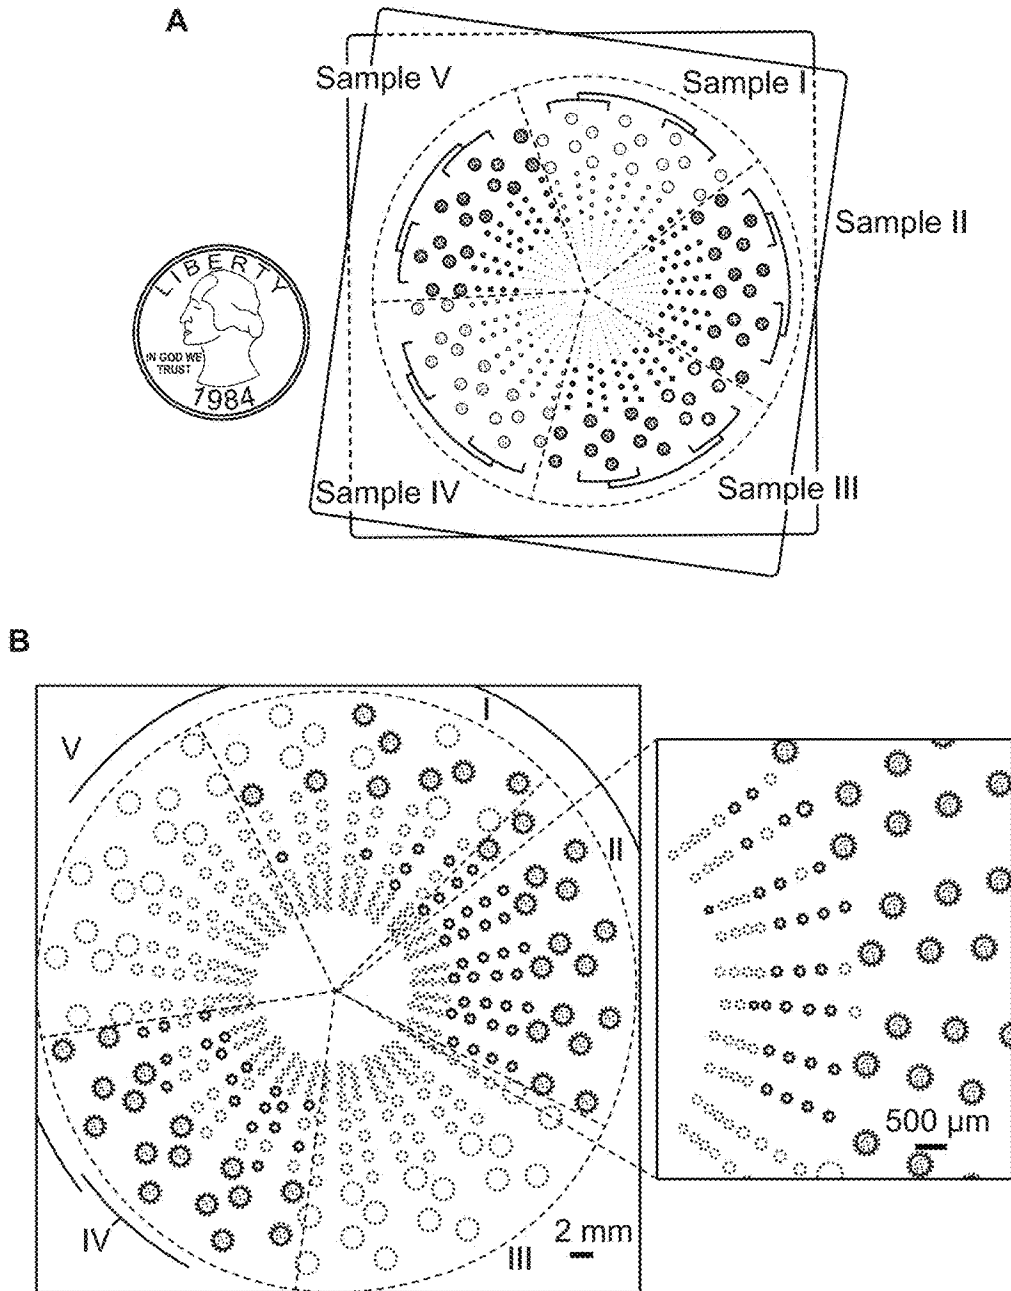 A
Sample V
Sample I
Sample II
LIBERTY
IN GOD WE
TRUST
1984
Sample IV
Sample III
B
I
V
II
500 µm
IV
III
2 mm